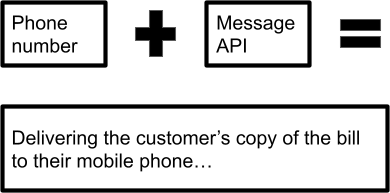 Phone
number
Message
API
Delivering the customer's copy of the bill
to their mobile phone…